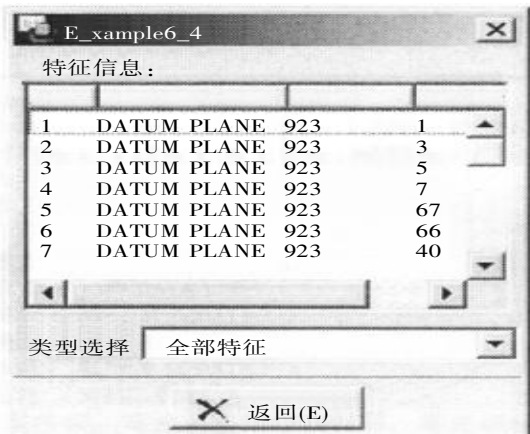 E_xample6_4
特征信息：
1 DATUM PLANE 923 1
2 DATUM PLANE 923 3
3 DATUM PLANE 923 5
4 DATUM PLANE 923 7
5 DATUM PLANE 923 67
6 DATUM PLANE 923 66
7 DATUM PLANE 923 40
类型选择 全部特征
返回(E)